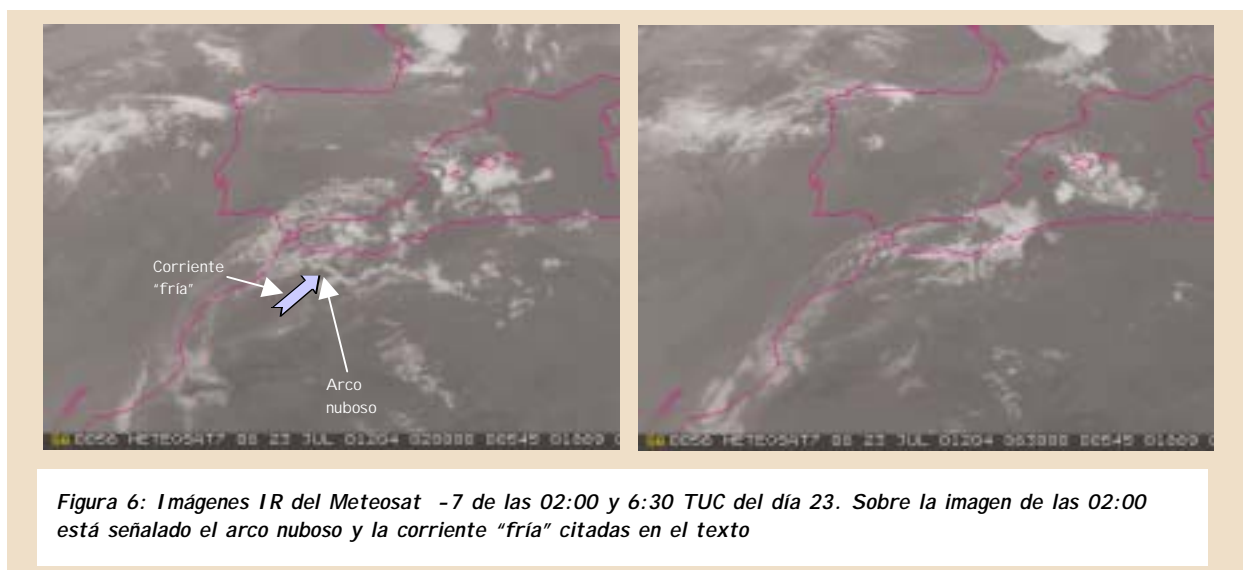 Corriente
"fría"
Arco
nuboso
METEOSAT7 08 23 JUL 01204
METEOSAT7 08 23 JUL 01204
Figura 6: Imágenes IR del Meteosat -7 de las 02:00 y 6:30 TUC del día 23. Sobre la imagen de las 02:00
está señalado el arco nuboso y la corriente "fría" citadas en el texto